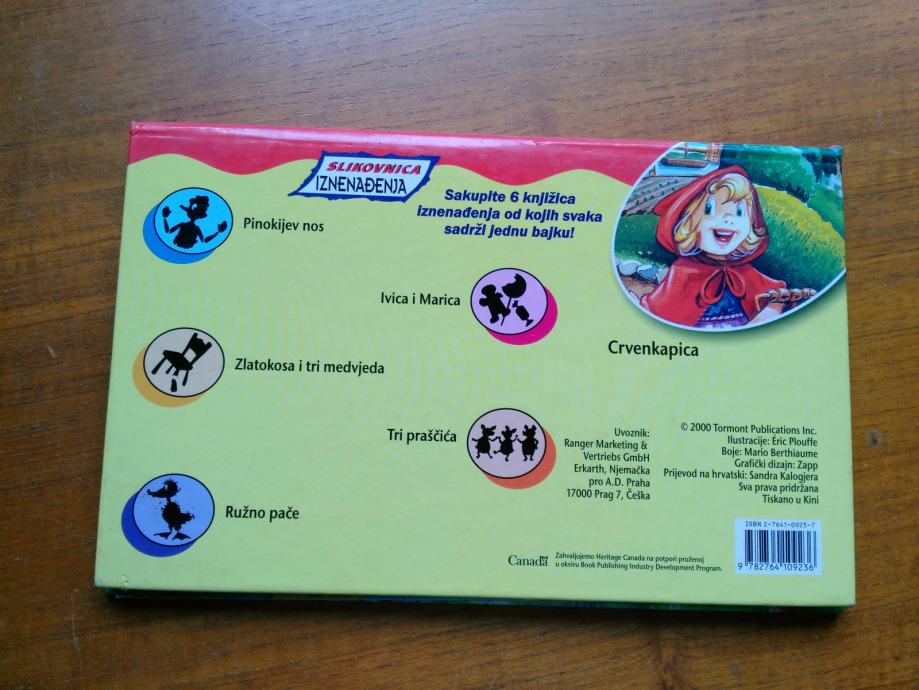 SLIKOVNICA
IZNENAĐENJA
Sakupite 6 knjižica
iznenađenja od kojih svaka
sadrži jednu bajku!
Pinokijev nos
Ivica i Marica
Crvenkapica
Zlatokosa i tri medvjeda
Tri praščića
Ružno pače
Uvoznik:
Ranger Marketing &
Vertriebs GmbH
Erkarth, Njemačka
pro A.D. Praha
17000 Prag 7, Češka
© 2000 Tormont Publications Inc.
Ilustracije: Éric Plouffe
Boje: Mario Berthiaume
Grafički dizajn: Zapp
Prijevod na hrvatski: Sandra Kalogjera
Sva prava pridržana
Tiskano u Kini
ISBN 2-7641-0923-7
9 782764 109236
Canada
Zahvaljujemo Heritage Canada na potpori pruženoj
u okviru Book Publishing Industry Development Program.